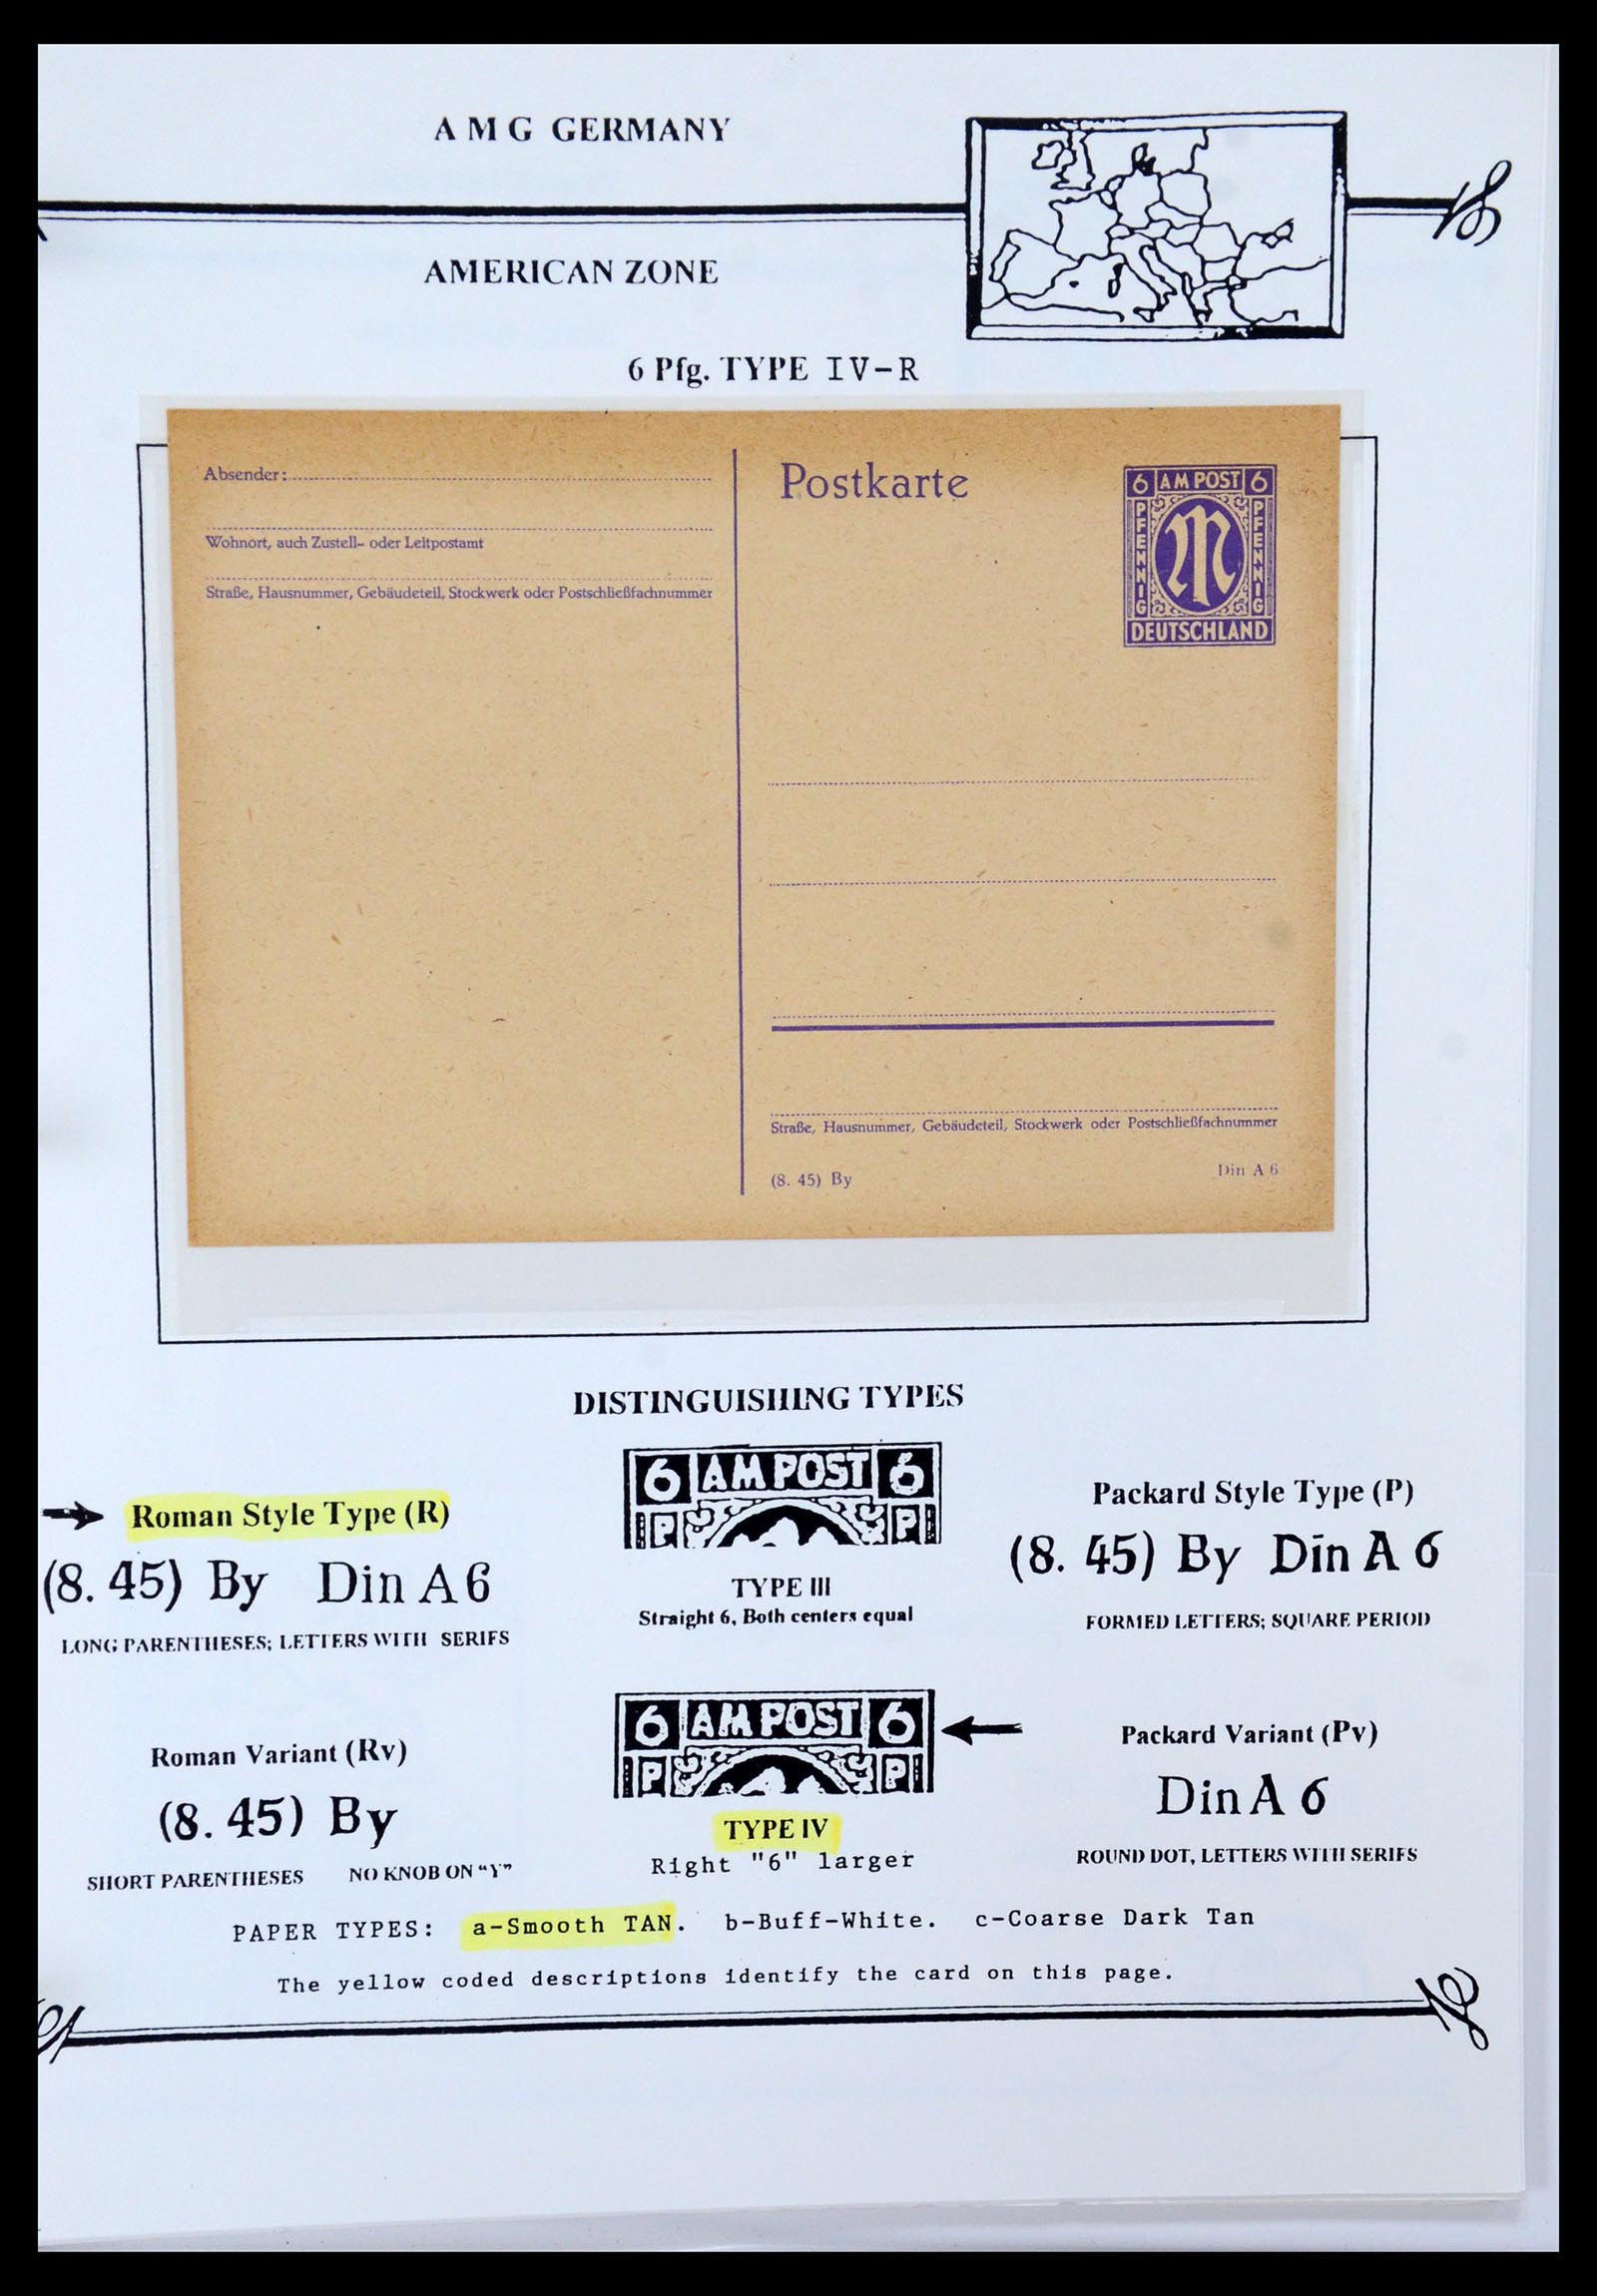 A M G GERMANY
AMERICAN ZONE
6 Pfg. TYPE IV-R
Absender:
Wohnort, auch Zustell- oder Leitpostamt
Straße, Hausnummer, Gebäudeteil, Stockwerk oder Postschließfachnummer
Postkarte
6 AM POST 6
PFENNIG PFENNIG
M
DEUTSCHLAND
Straße, Hausnummer, Gebäudeteil, Stockwerk oder Postschließfachnummer
(8. 45) By Din A 6
DISTINGUISHING TYPES
Roman Style Type (R)
(8. 45) By Din A 6
LONG PARENTHESES; LETTERS WITH SERIFS
6 AM POST 6
P P
TYPE III
Straight 6, Both centers equal
Packard Style Type (P)
(8. 45) By Din A 6
FORMED LETTERS; SQUARE PERIOD
Roman Variant (Rv)
(8. 45) By
SHORT PARENTHESES NO KNOB ON "Y"
6 AM POST 6
P P
TYPE IV
Right "6" larger
Packard Variant (Pv)
Din A 6
ROUND DOT, LETTERS WITH SERIFS
PAPER TYPES: a-Smooth TAN. b-Buff-White. c-Coarse Dark Tan
The yellow coded descriptions identify the card on this page.